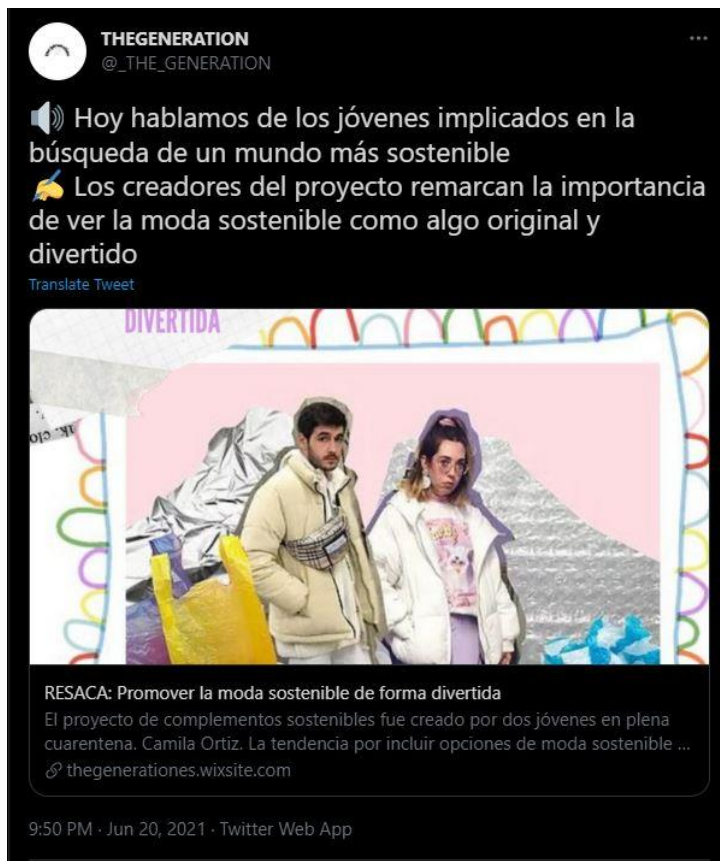 THEGENERATION
@_THE_GENERATION
Hoy hablamos de los jóvenes implicados en la
búsqueda de un mundo más sostenible
Los creadores del proyecto remarcan la importancia
de ver la moda sostenible como algo original y
divertido
Translate Tweet
DIVERTIDA
RESACA: Promover la moda sostenible de forma divertida
El proyecto de complementos sostenibles fue creado por dos jóvenes en plena
cuarentena. Camila Ortiz. La tendencia por incluir opciones de moda sostenible ...
thegenerationes.wixsite.com
9:50 PM · Jun 20, 2021 · Twitter Web App